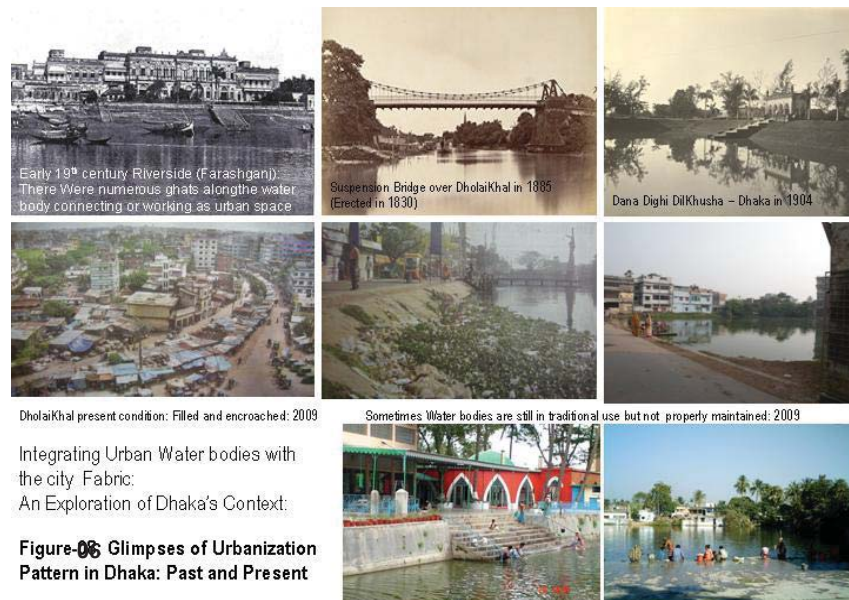 Early 19th century Riverside (Farashganj):
There Were numerous ghats alongthe water
body connecting or working as urban space
Suspension Bridge over DholaiKhal in 1885
(Erected in 1830)
Dana Dighi DilKhusha – Dhaka in 1904
DholaiKhal present condition: Filled and encroached: 2009
Sometimes Water bodies are still in traditional use but not properly maintained: 2009
Integrating Urban Water bodies with
the city Fabric:
An Exploration of Dhaka's Context:
Figure-06 Glimpses of Urbanization
Pattern in Dhaka: Past and Present